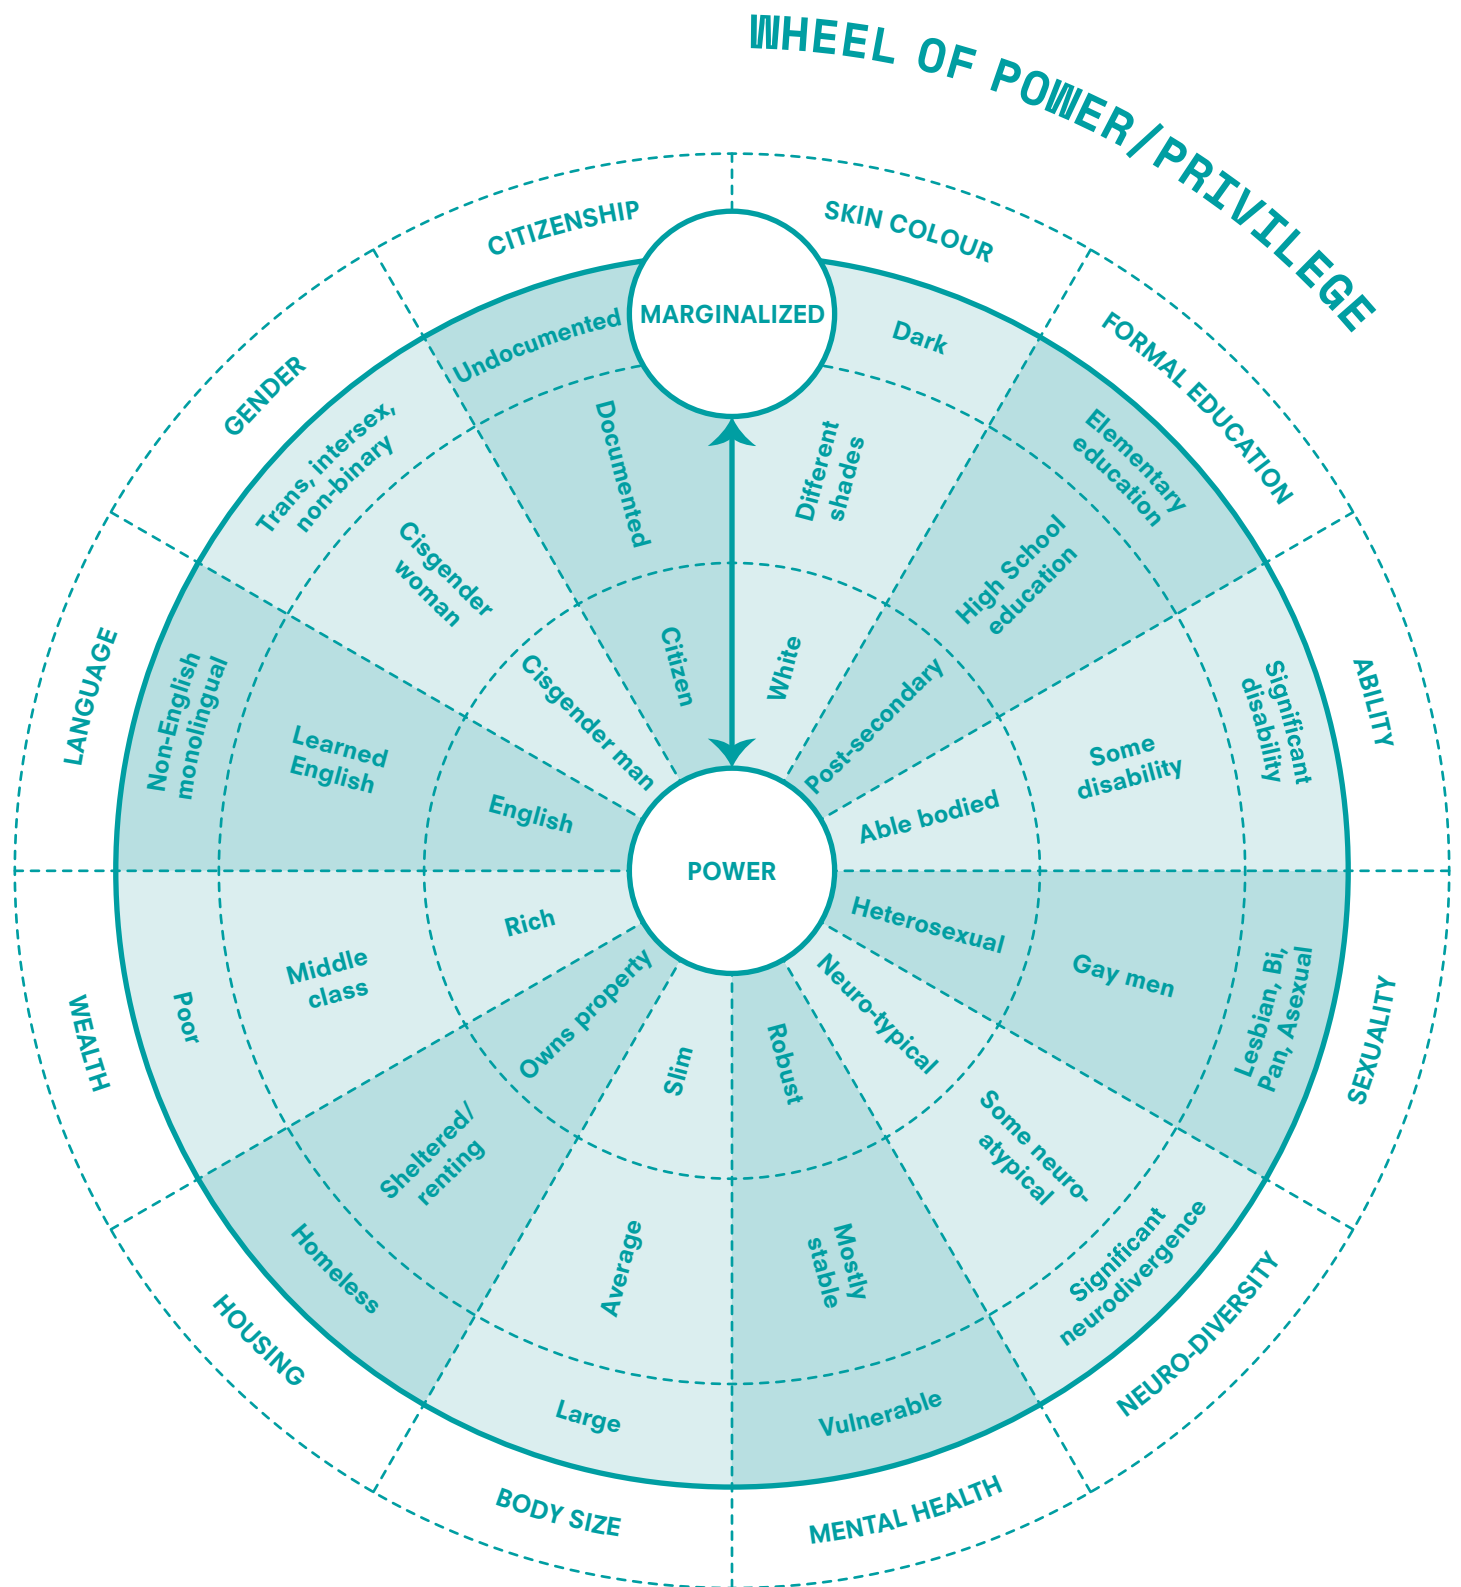 WHEEL OF POWER/PRIVILEGE
MARGINALIZED
POWER
SKIN COLOUR
Dark
Different
shades
White
FORMAL EDUCATION
Elementary
education
High School
education
Post-secondary
ABILITY
Significant
disability
Some
disability
Able bodied
SEXUALITY
Lesbian, Bi,
Pan, Asexual
Gay men
Heterosexual
NEURO-DIVERSITY
Significant
neurodivergence
Some neuro-
atypical
Neuro-typical
MENTAL HEALTH
Vulnerable
Mostly
stable
Robust
BODY SIZE
Large
Average
Slim
HOUSING
Homeless
Sheltered/
renting
Owns property
WEALTH
Poor
Middle
class
Rich
LANGUAGE
Non-English
monolingual
Learned
English
English
GENDER
Trans, intersex,
non-binary
Cisgender
woman
Cisgender man
CITIZENSHIP
Undocumented
Documented
Citizen